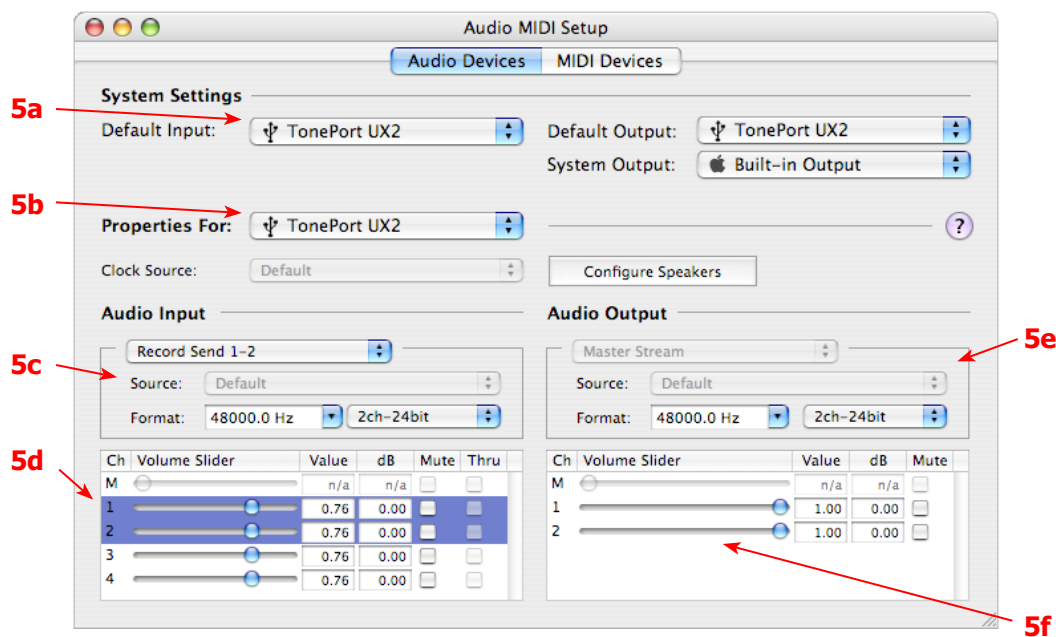 Audio MIDI Setup
Audio Devices MIDI Devices
System Settings
5a
Default Input: TonePort UX2 Default Output: TonePort UX2
System Output: Built-in Output
5b
Properties For: TonePort UX2 ?
Clock Source: Default Configure Speakers
Audio Input Audio Output
5e
Record Send 1-2 Master Stream
5c
Source: Default Source: Default
Format: 48000.0 Hz 2ch-24bit Format: 48000.0 Hz 2ch-24bit
5d
Ch Volume Slider Value dB Mute Thru Ch Volume Slider Value dB Mute
M n/a n/a M n/a n/a
1 0.76 0.00 1 1.00 0.00
2 0.76 0.00 2 1.00 0.00
3 0.76 0.00
4 0.76 0.00
5f